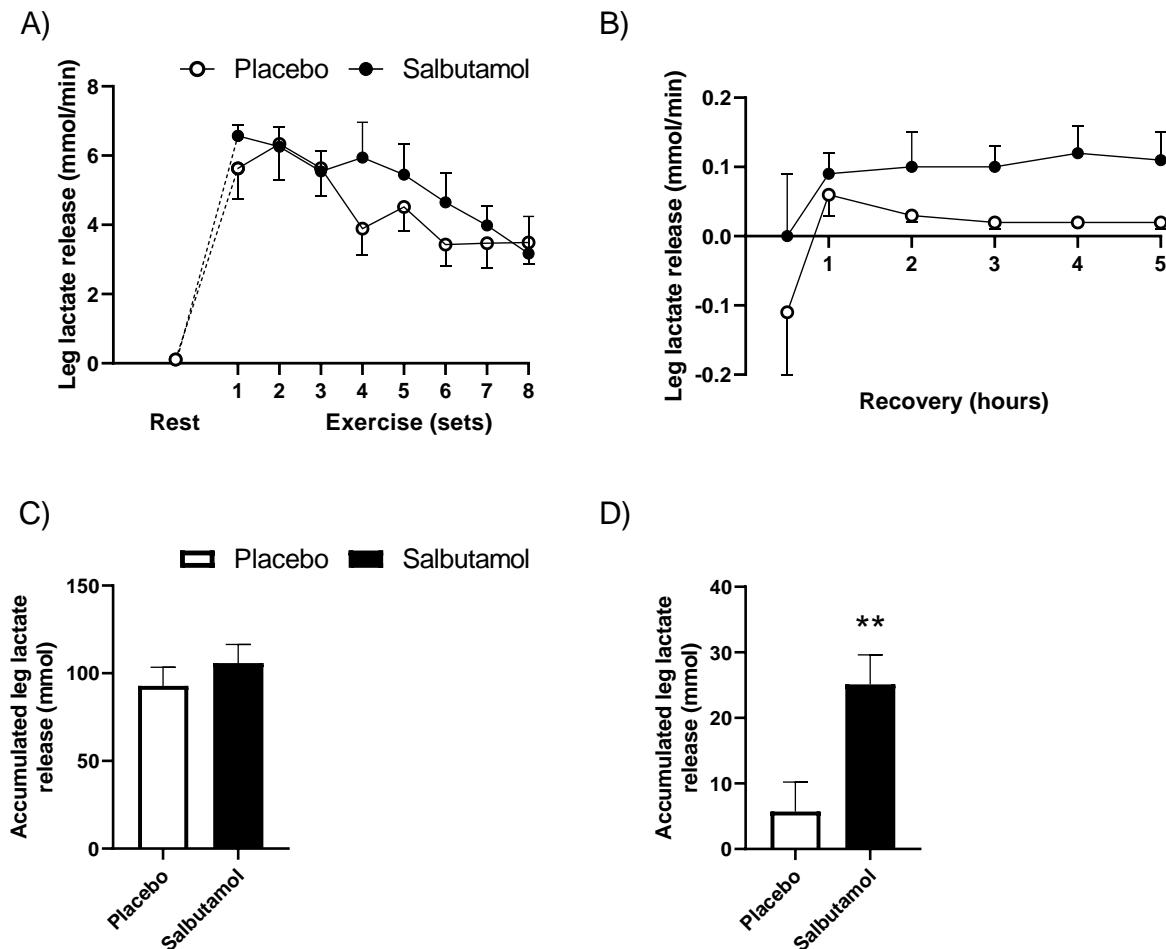 A)
Placebo
Salbutamol
Leg lactate release (mmol/min)
8
6
4
2
0
1 2 3 4 5 6 7 8
Rest
Exercise (sets)
B)
Leg lactate release (mmol/min)
0.2
0.1
0.0
-0.1
-0.2
1 2 3 4 5
Recovery (hours)
C)
Placebo
Salbutamol
Accumulated leg lactate
release (mmol)
150
100
50
0
Placebo
Salbutamol
D)
Accumulated leg lactate
release (mmol)
40
30
20
10
0
**
Placebo
Salbutamol